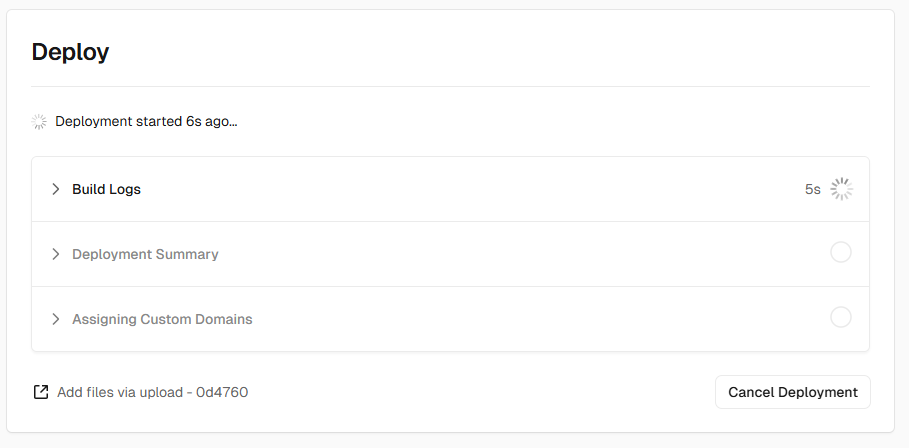 Deploy
Deployment started 6s ago...
Build Logs 5s
Deployment Summary
Assigning Custom Domains
Add files via upload - 0d4760 Cancel Deployment